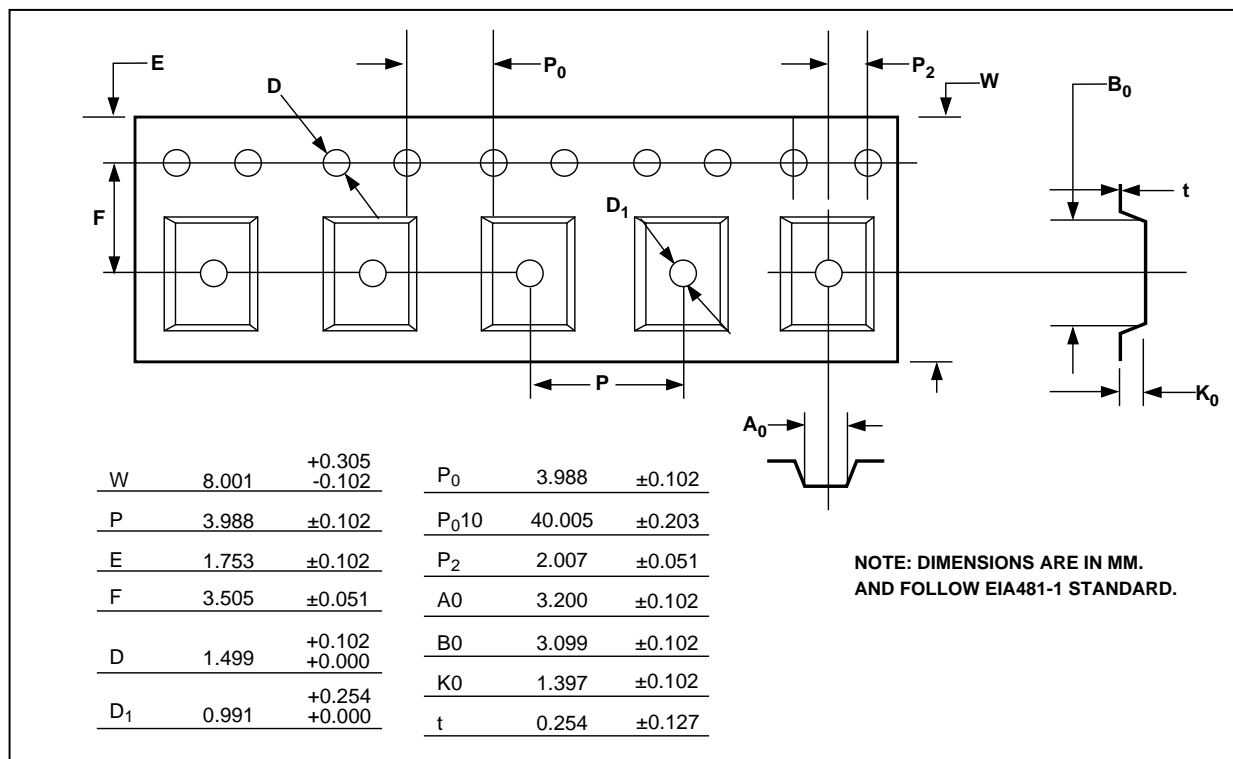 E
P0
P2
D
W
B0
F
D1
t
P
K0
A0
W 8.001 +0.305 -0.102
P 3.988 ±0.102
E 1.753 ±0.102
F 3.505 ±0.051
D 1.499 +0.102 +0.000
D1 0.991 +0.254 +0.000
P0 3.988 ±0.102
P010 40.005 ±0.203
P2 2.007 ±0.051
A0 3.200 ±0.102
B0 3.099 ±0.102
K0 1.397 ±0.102
t 0.254 ±0.127
NOTE: DIMENSIONS ARE IN MM.
AND FOLLOW EIA481-1 STANDARD.